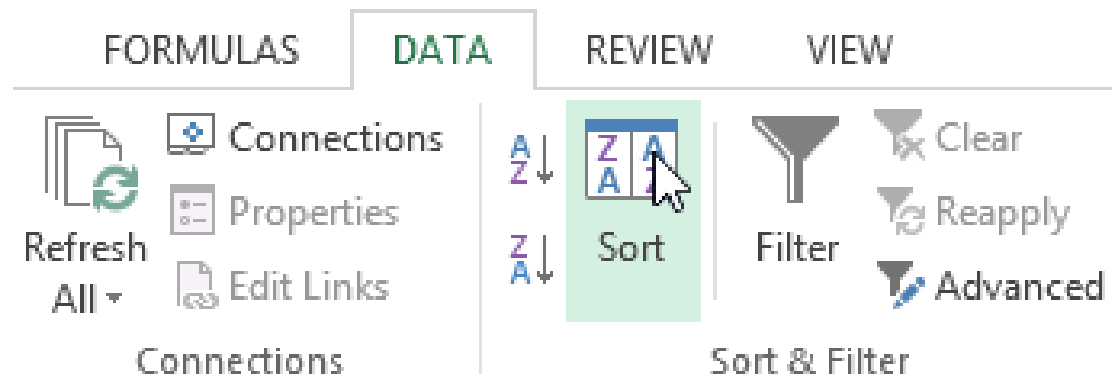 FORMULAS DATA REVIEW VIEW
Refresh
All
Connections
Properties
Edit Links
Connections
A
Z
Z
A
Z A
A Z
Sort
Filter
Clear
Reapply
Advanced
Sort & Filter